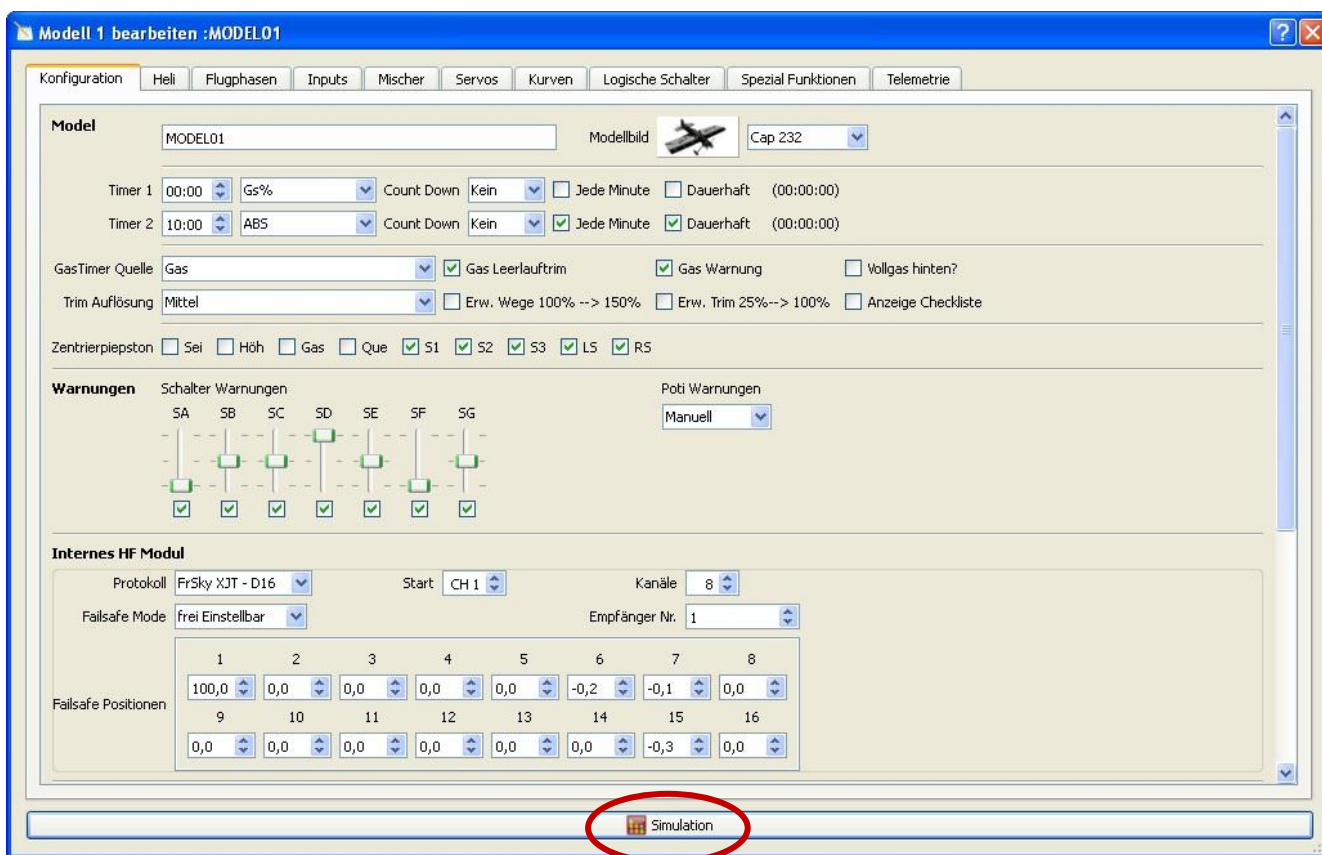 Modell 1 bearbeiten :MODEL01
Konfiguration Heli Flugphasen Inputs Mischer Servos Kurven Logische Schalter Spezial Funktionen Telemetrie
Model MODEL01 Modellbild Cap 232
Timer 1 00:00 Gs% Count Down Kein Jede Minute Dauerhaft (00:00:00)
Timer 2 10:00 ABS Count Down Kein Jede Minute Dauerhaft (00:00:00)
GasTimer Quelle Gas Gas Leerlauftrim Gas Warnung Vollgas hinten?
Trim Auflösung Mittel Erw. Wege 100% --> 150% Erw. Trim 25%--> 100% Anzeige Checkliste
Zentrierpiepston Sei Höh Gas Que S1 S2 S3 LS RS
Warnungen Schalter Warnungen Poti Warnungen
SA SB SC SD SE SF SG Manuell
Internes HF Modul
Protokoll FrSky XJT - D16 Start CH 1 Kanäle 8
Failsafe Mode frei Einstellbar Empfänger Nr. 1
1 2 3 4 5 6 7 8
100,0 0,0 0,0 0,0 0,0 -0,2 -0,1 0,0
Failsafe Positionen
9 10 11 12 13 14 15 16
0,0 0,0 0,0 0,0 0,0 0,0 -0,3 0,0
Simulation